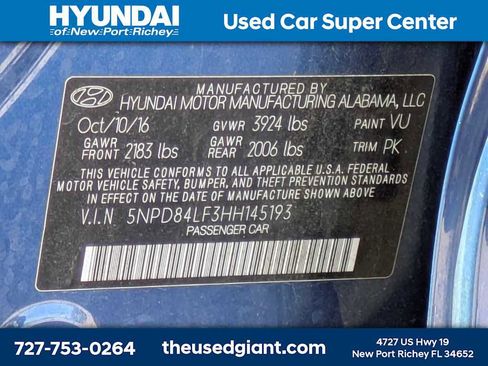 HYUNDAI
of New Port Richey
Used Car Super Center
MANUFACTURED BY
HYUNDAI MOTOR MANUFACTURING ALABAMA, LLC
Oct/10/16 GVWR 3924 lbs PAINT VU
GAWR FRONT 2183 lbs GAWR REAR 2006 lbs TRIM PK
THIS VEHICLE CONFORMS TO ALL APPLICABLE U.S.A. FEDERAL
MOTOR VEHICLE SAFETY, BUMPER, AND THEFT PREVENTION STANDARDS
IN EFFECT ON THE DATE OF MANUFACTURE SHOWN ABOVE
V.I.N 5NPD84LF3HH145193
PASSENGER CAR
727-753-0264
theusedgiant.com
4727 US Hwy 19
New Port Richey FL 34652